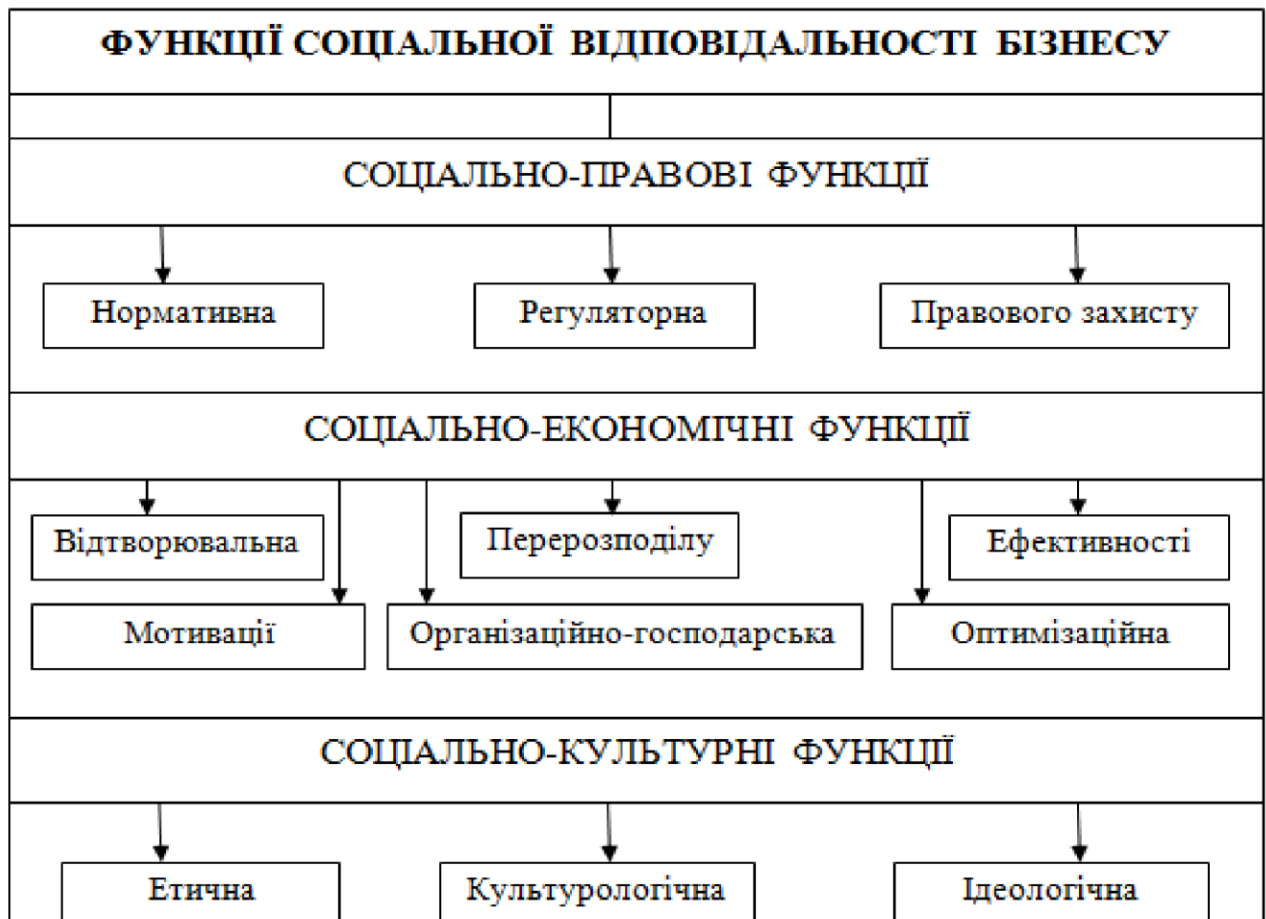 ФУНКЦІЇ СОЦІАЛЬНОЇ ВІДПОВІДАЛЬНОСТІ БІЗНЕСУ
СОЦІАЛЬНО-ПРАВОВІ ФУНКЦІЇ
Нормативна
Регуляторна
Правового захисту
СОЦІАЛЬНО-ЕКОНОМІЧНІ ФУНКЦІЇ
Відтворювальна
Перерозподілу
Ефективності
Мотивації
Організаційно-господарська
Оптимізаційна
СОЦІАЛЬНО-КУЛЬТУРНІ ФУНКЦІЇ
Етична
Культурологічна
Ідеологічна